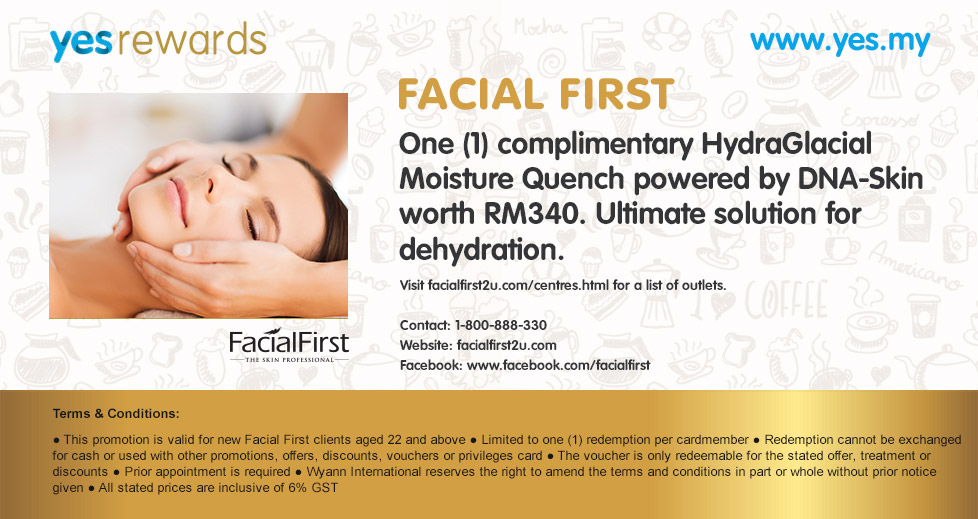 yes rewards
www.yes.my
FACIAL FIRST
One (1) complimentary HydraGlacial
Moisture Quench powered by DNA-Skin
worth RM340. Ultimate solution for
dehydration.
Visit facialfirst2u.com/centres.html for a list of outlets.
Contact: 1-800-888-330
Website: facialfirst2u.com
Facebook: www.facebook.com/facialfirst
FacialFirst
THE SKIN PROFESSIONAL
Mocha
Espresso
Americano
I
COFFEE
Terms & Conditions:
● This promotion is valid for new Facial First clients aged 22 and above ● Limited to one (1) redemption per cardmember ● Redemption cannot be exchanged
for cash or used with other promotions, offers, discounts, vouchers or privileges card ● The voucher is only redeemable for the stated offer, treatment or
discounts ● Prior appointment is required ● Wyann International reserves the right to amend the terms and conditions in part or whole without prior notice
given ● All stated prices are inclusive of 6% GST